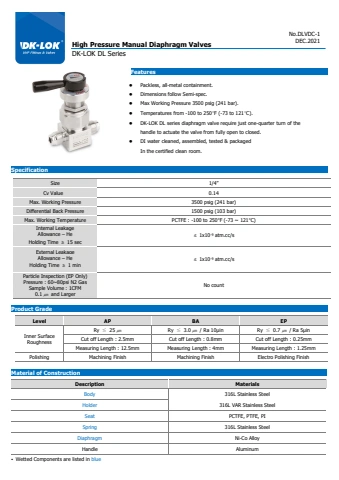 DK-LOK
UHP Fittings & Valves
No.DLVDC-1
DEC.2021
High Pressure Manual Diaphragm Valves
DK-LOK DL Series
Features
● Packless, all-metal containment.
● Dimensions follow Semi-spec.
● Max Working Pressure 3500 psig (241 bar).
● Temperatures from -100 to 250°F (-73 to 121°C).
● DK-LOK DL series diaphragm valve require just one-quarter turn of the
handle to actuate the valve from fully open to closed.
● DI water cleaned, assembled, tested & packaged
In the certified clean room.
Specification
Size 1/4"
Cv Value 0.14
Max. Working Pressure 3500 psig (241 bar)
Differential Back Pressure 1500 psig (103 bar)
Max. Working Temperature PCTFE : -100 to 250°F (-73 ~ 121°C)
Internal Leakage
Allowance – He
Holding Time ≥ 15 sec
≤ 1x10⁻⁹ atm.cc/s
External Leakage
Allowance – He
Holding Time ≥ 1 min
≤ 1x10⁻⁹ atm.cc/s
Particle Inspection (EP Only)
Pressure : 60~80psi N2 Gas
Sample Volume : 1CFM
0.1 ㎛ and Larger
No count
Product Grade
Level AP BA EP
Inner Surface
Roughness
Ry ≤ 25 ㎛ Ry ≤ 3.0 ㎛ / Ra 10µin Ry ≤ 0.7 ㎛ / Ra 5µin
Cut off Length : 2.5mm Cut off Length : 0.8mm Cut off Length : 0.25mm
Measuring Length : 12.5mm Measuring Length : 4mm Measuring Length : 1.25mm
Polishing Machining Finish Machining Finish Electro Polishing Finish
Material of Construction
Description Materials
Body 316L Stainless Steel
Holder 316L VAR Stainless Steel
Seat PCTFE, PTFE, PI
Spring 316L Stainless Steel
Diaphragm Ni-Co Alloy
Handle Aluminum
• Wetted Components are listed in blue